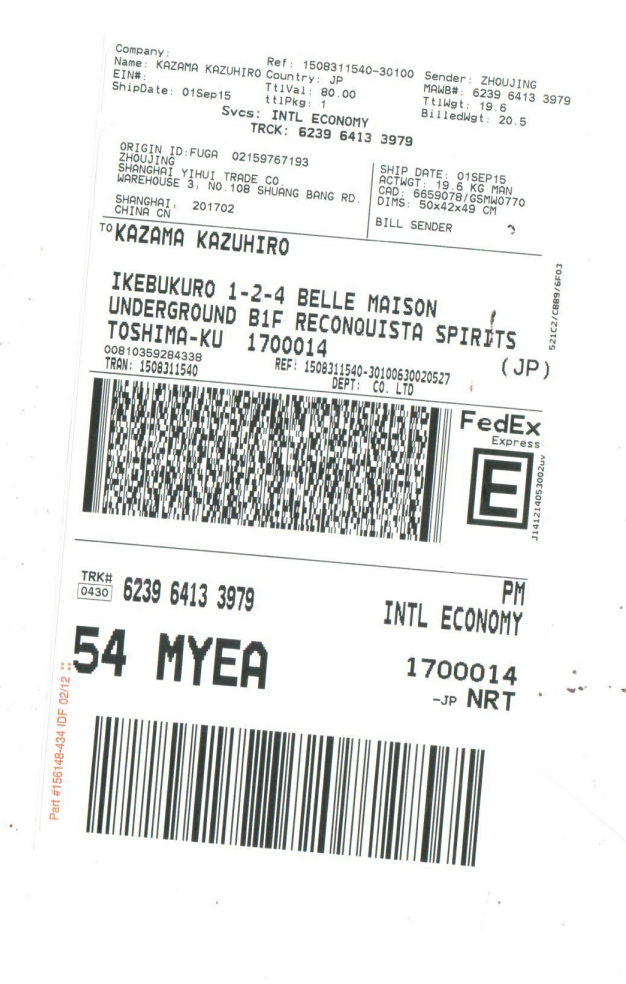 Company:
Name: KAZAMA KAZUHIRO
EIN#:
ShipDate: 01Sep15
Ref: 1508311540-30100
Country: JP
TtlVal: 80.00
ttlPkg: 1
Sender: ZHOUJING
MAWB#: 6239 6413 3979
TtlWgt: 19.6
BilledWgt: 20.5
Svcs: INTL ECONOMY
TRCK: 6239 6413 3979
ORIGIN ID:FUGA 02159767193
ZHOUJING
SHANGHAI YIHUI TRADE CO.
WAREHOUSE 3, NO.108 SHUANG BANG RD.
SHANGHAI, 201702
CHINA CN
SHIP DATE: 01SEP15
ACTWGT: 19.6 KG MAN
CAD: 6659078/GSMW0770
DIMS: 50x42x49 CM
BILL SENDER
TO KAZAMA KAZUHIRO
IKEBUKURO 1-2-4 BELLE MAISON
UNDERGROUND B1F RECONQUISTA SPIRITS
TOSHIMA-KU 1700014
(JP)
00810359284338
TRAN: 1508311540
REF: 1508311540-30100630020527
DEPT: CO. LTD
521C2/CBB9/6F03
FedEx
Express
E
J141214053002uv
TRK#
0430
6239 6413 3979
PM
INTL ECONOMY
54 MYEA
1700014
-JP NRT
Part #156148-434 IDF 02/12